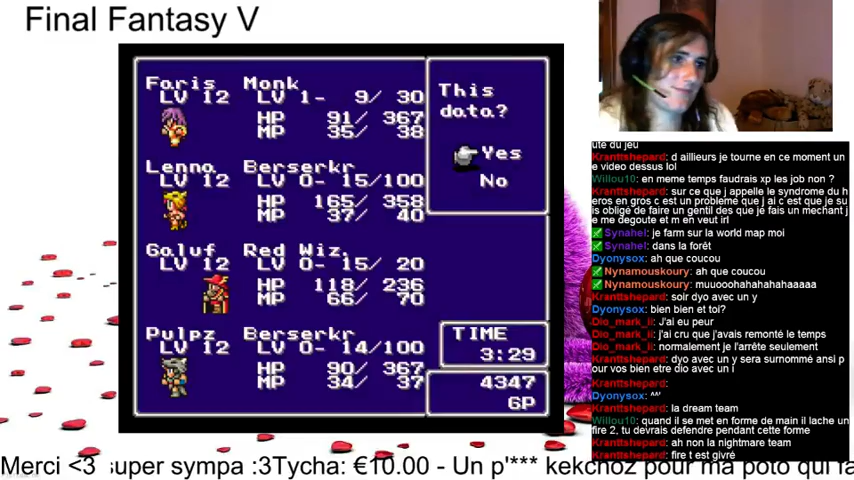 Final Fantasy V
Faris Monk
LV 12 LV 1- 9/ 30
HP 91/ 367
MP 35/ 38
This
data?
Yes
No
Lenna Berserkr
LV 12 LV 0- 15/100
HP 165/ 358
MP 37/ 40
Galuf Red Wiz.
LV 12 LV 0- 15/ 20
HP 118/ 236
MP 66/ 70
Pulpz Berserkr
LV 12 LV 0- 14/100
HP 90/ 367
MP 34/ 37
TIME
3:29
4347
GP
ute du jeu
Kranttshepard: d ailleurs je tourne en ce moment un
e video dessus lol
Willou10: en meme temps faudrais xp les job non ?
Kranttshepard: sur ce que j appelle le syndrome du h
eros en gros c est un probleme que j ai c est que je su
is obligé de faire un gentil des que je fais un mechant j
e me degoute et m en veut irl
Synahel: je farm sur la world map moi
Synahel: dans la forêt
Dyonysox: ah que coucou
Nynamouskoury: ah que coucou
Nynamouskoury: muuooohahahahahaaaaa
Kranttshepard: soir dyo avec un y
Dyonysox: bien bien et toi?
Dio_mark_ii: J'ai eu peur
Dio_mark_ii: j'ai cru que j'avais remonté le temps
Dio_mark_ii: normalement je l'arrête seulement
Kranttshepard: dyo avec un y sera surnommé ansi p
our vos bien etre dio avec un i
Kranttshepard:
Dyonysox: ^^'
Kranttshepard: la dream team
Willou10: quand il se met en forme de main il lache un
fire 2, tu devrais defendre pendant cette forme
Kranttshepard: ah non la nightmare team
Kranttshepard: fire t est givré
Merci <3 super sympa :3Tycha: €10.00 - Un p'*** kekchoz pour ma poto qui fa